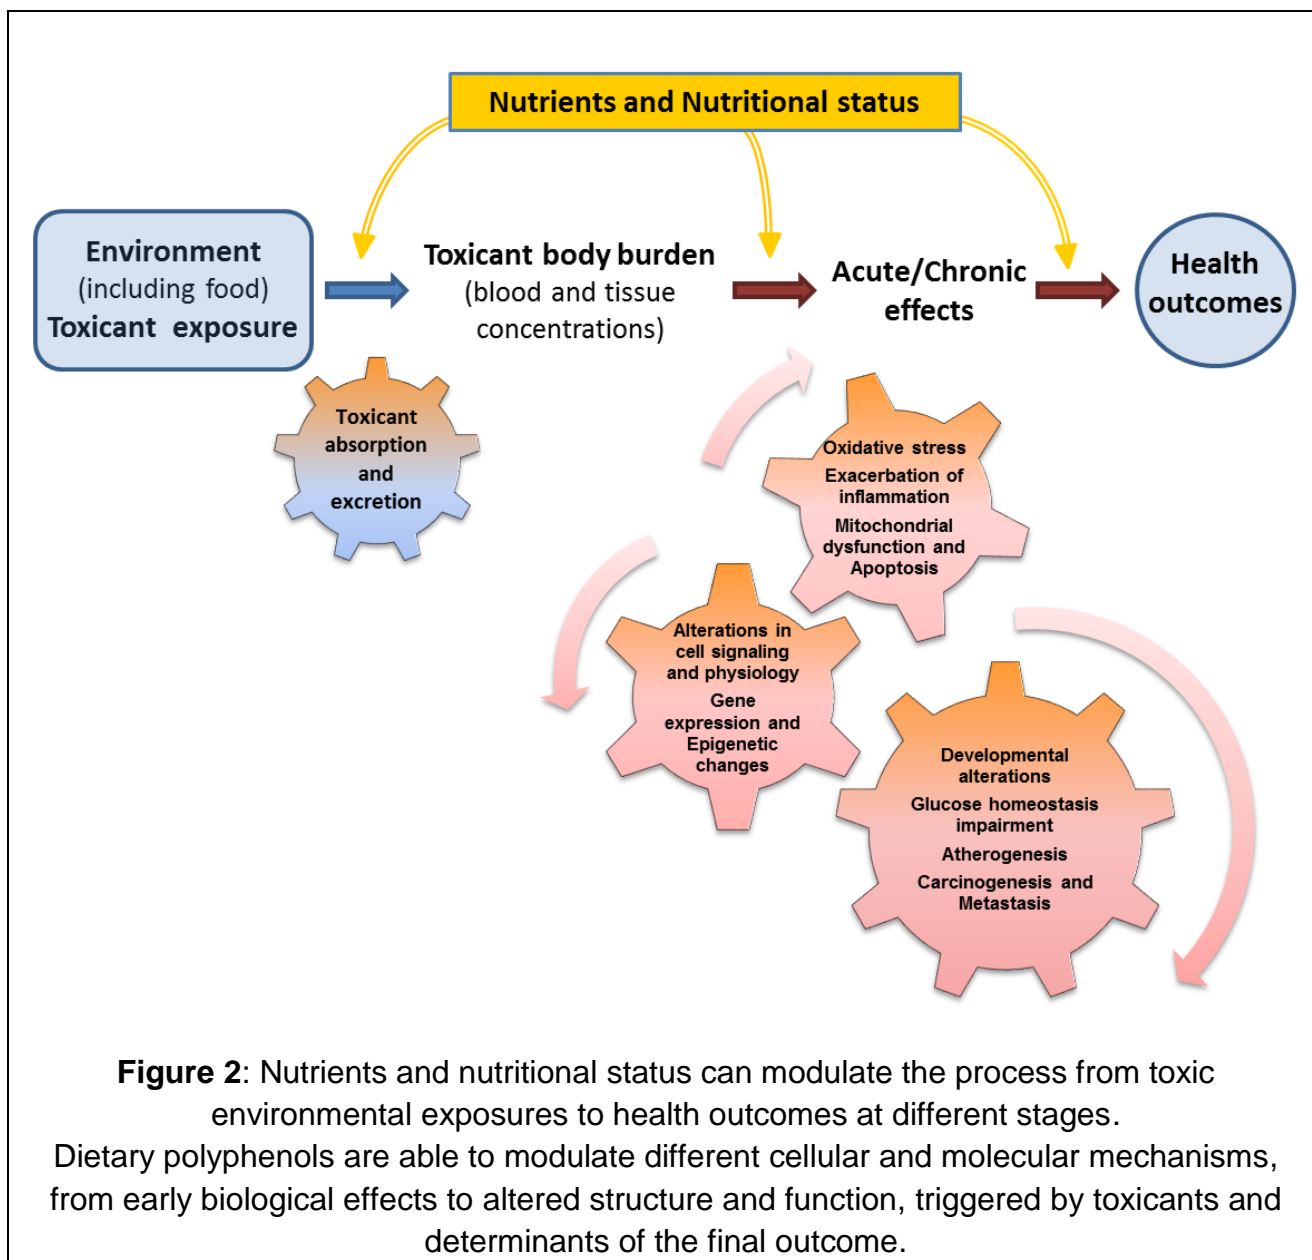 Nutrients and Nutritional status
Environment
(including food)
Toxicant exposure
Toxicant body burden
(blood and tissue
concentrations)
Acute/Chronic
effects
Health
outcomes
Toxicant
absorption
and
excretion
Oxidative stress
Exacerbation of
inflammation
Mitochondrial
dysfunction and
Apoptosis
Alterations in
cell signaling
and physiology
Gene
expression and
Epigenetic
changes
Developmental
alterations
Glucose homeostasis
impairment
Atherogenesis
Carcinogenesis and
Metastasis
Figure 2: Nutrients and nutritional status can modulate the process from toxic
environmental exposures to health outcomes at different stages.
Dietary polyphenols are able to modulate different cellular and molecular mechanisms,
from early biological effects to altered structure and function, triggered by toxicants and
determinants of the final outcome.